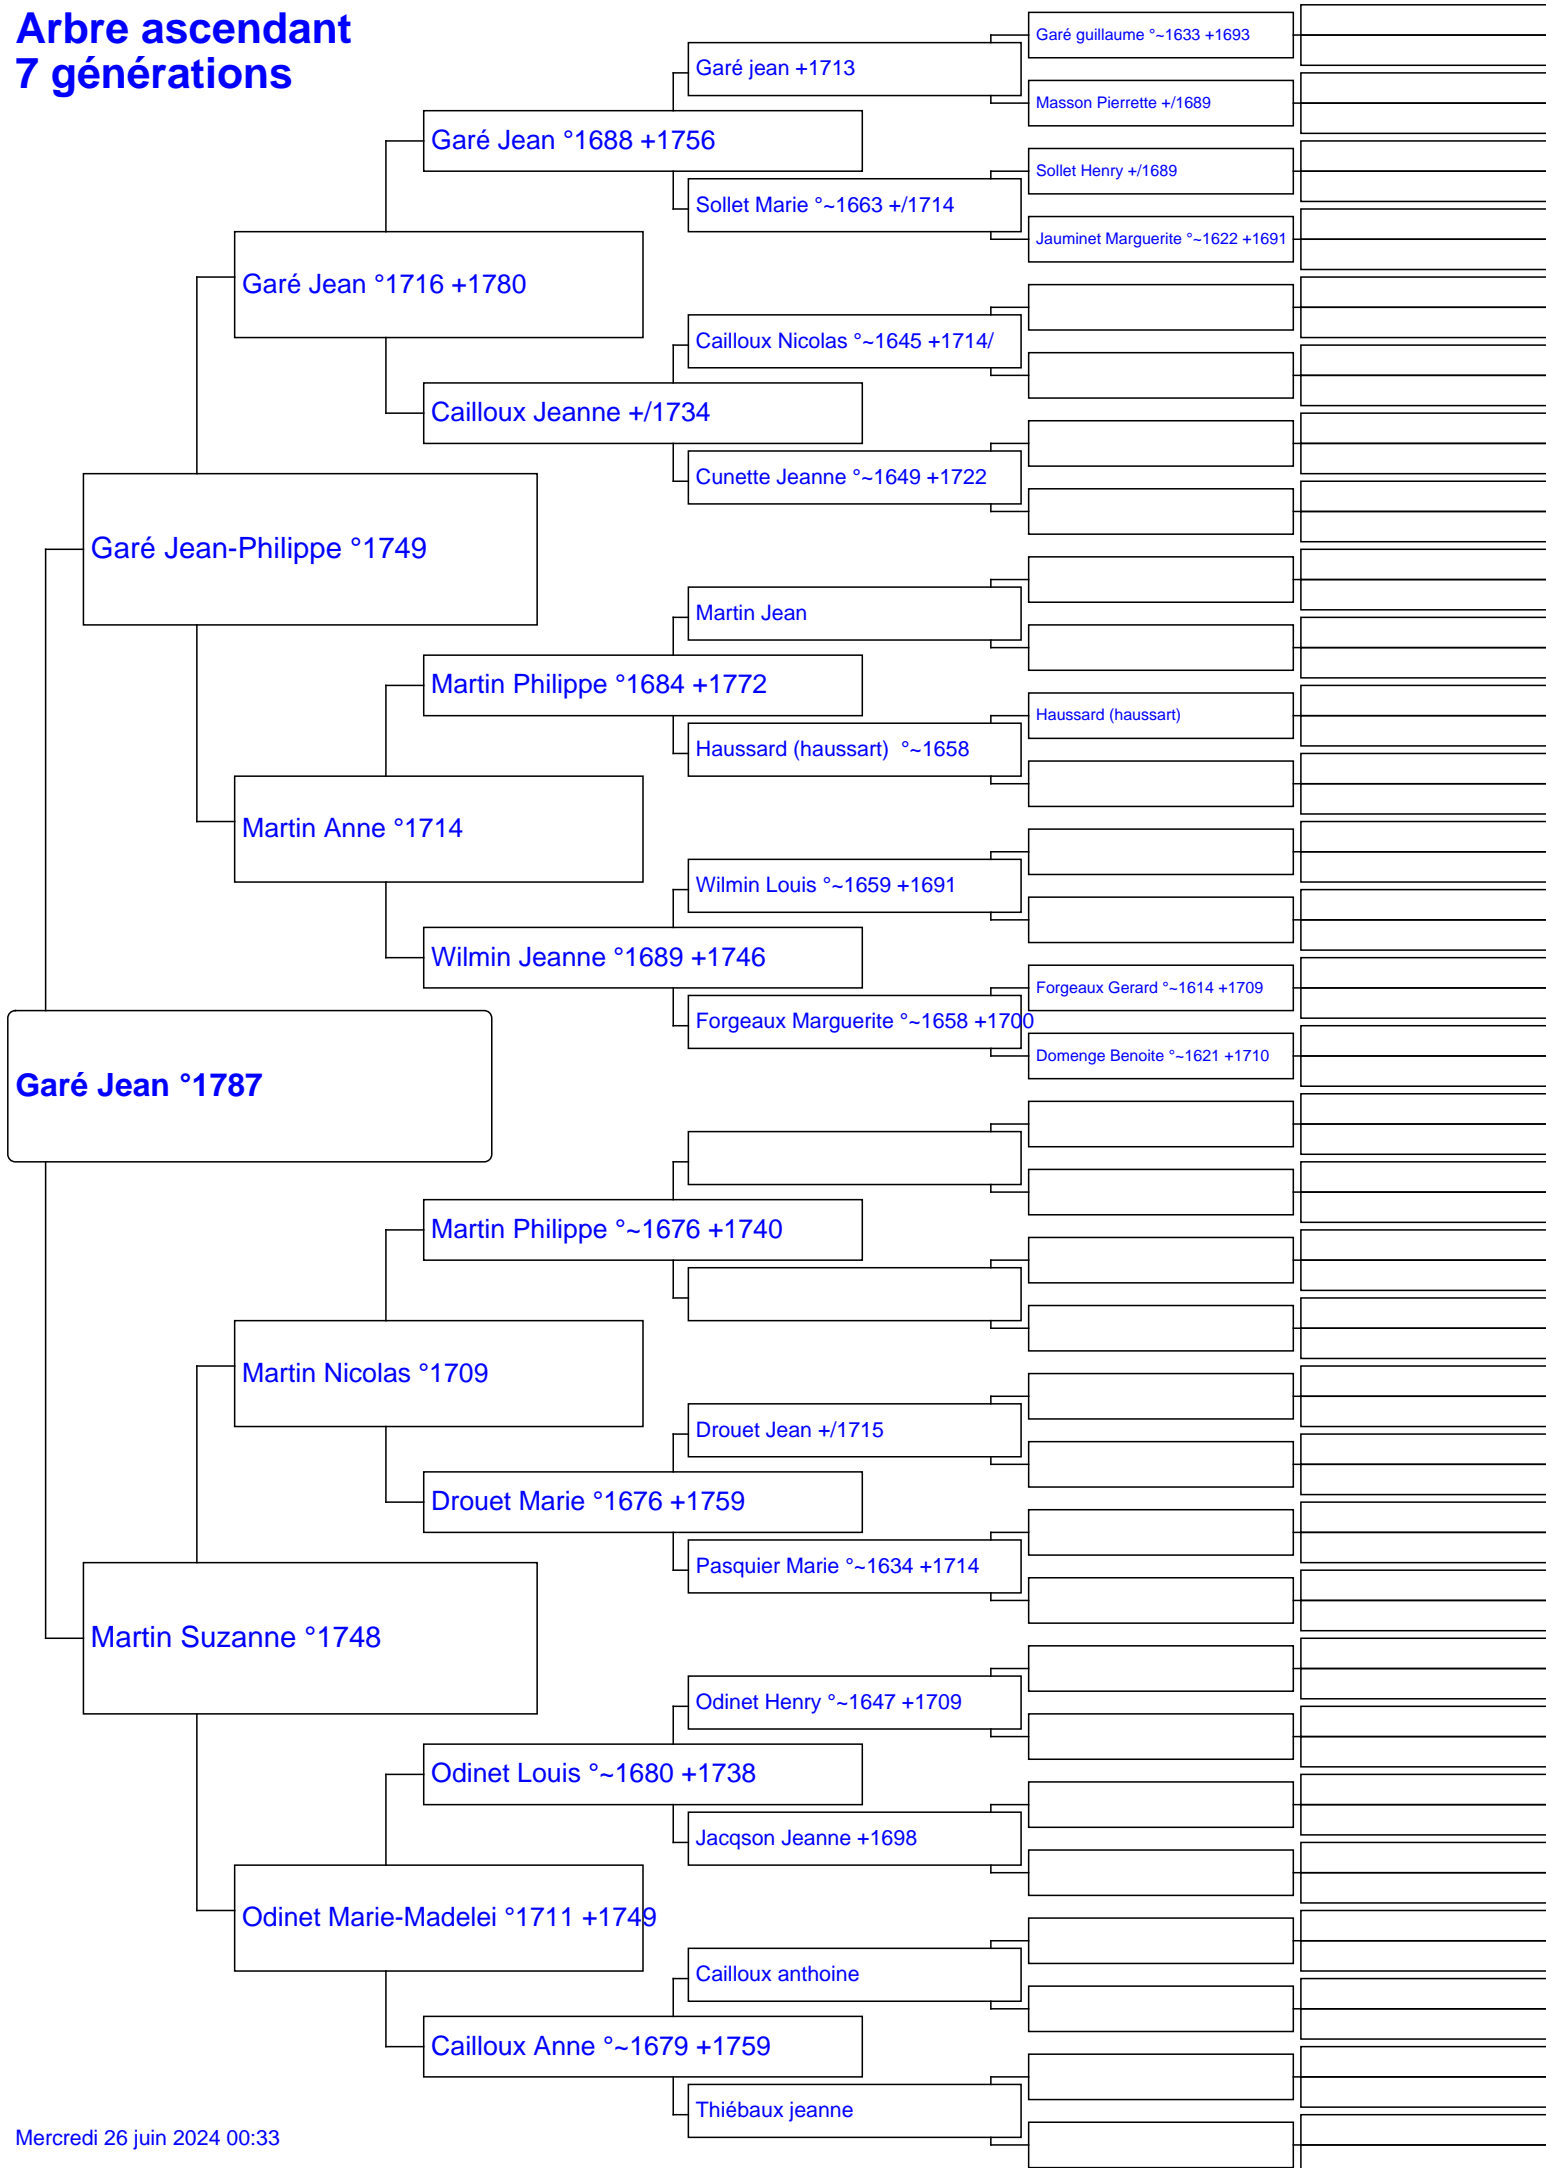 Arbre ascendant
7 générations
Garé guillaume °~1633 +1693
Garé jean +1713
Masson Pierrette +/1689
Garé Jean °1688 +1756
Sollet Henry +/1689
Sollet Marie °~1663 +/1714
Jauminet Marguerite °~1622 +1691
Garé Jean °1716 +1780
Cailloux Nicolas °~1645 +1714/
Cailloux Jeanne +/1734
Cunette Jeanne °~1649 +1722
Garé Jean-Philippe °1749
Martin Jean
Martin Philippe °1684 +1772
Haussard (haussart)
Haussard (haussart)  °~1658
Martin Anne °1714
Wilmin Louis °~1659 +1691
Wilmin Jeanne °1689 +1746
Forgeaux Gerard °~1614 +1709
Forgeaux Marguerite °~1658 +1700
Domenge Benoite °~1621 +1710
Garé Jean °1787
Martin Philippe °~1676 +1740
Martin Nicolas °1709
Drouet Jean +/1715
Drouet Marie °1676 +1759
Pasquier Marie °~1634 +1714
Martin Suzanne °1748
Odinet Henry °~1647 +1709
Odinet Louis °~1680 +1738
Jacqson Jeanne +1698
Odinet Marie-Madelei °1711 +1749
Cailloux anthoine
Cailloux Anne °~1679 +1759
Thiébaux jeanne
Mercredi 26 juin 2024 00:33